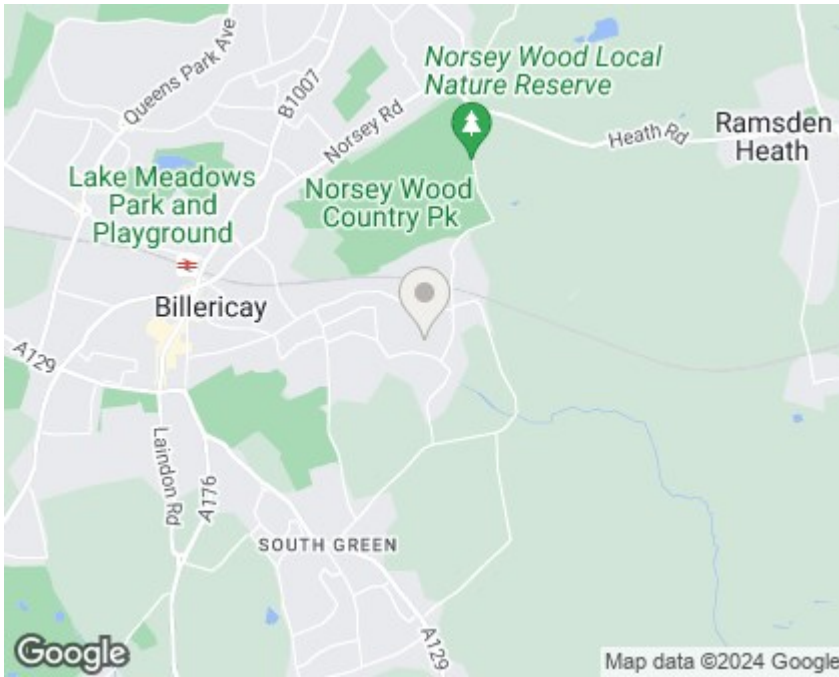 Norsey Wood Local
Nature Reserve
Queens Park Ave
B1007
Norsey Rd
Heath Rd
Ramsden
Heath
Lake Meadows
Park and
Playground
Norsey Wood
Country Pk
Billericay
A129
Laindon Rd
A176
SOUTH GREEN
A129
Google
Map data ©2024 Google